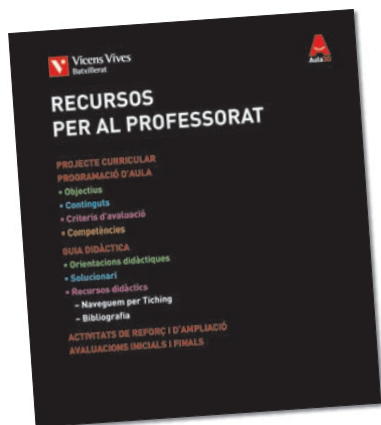 Vicens Vives
Batxillerat
Aula3D
RECURSOS
PER AL PROFESSORAT
PROJECTE CURRICULAR
PROGRAMACIÓ D'AULA
• Objectius
• Continguts
• Criteris d'avaluació
• Competències
GUIA DIDÀCTICA
• Orientacions didàctiques
• Solucionari
• Recursos didàctics
– Naveguem per Tiching
– Bibliografia
ACTIVITATS DE REFORÇ I D'AMPLIACIÓ
AVALUACIONS INICIALS I FINALS